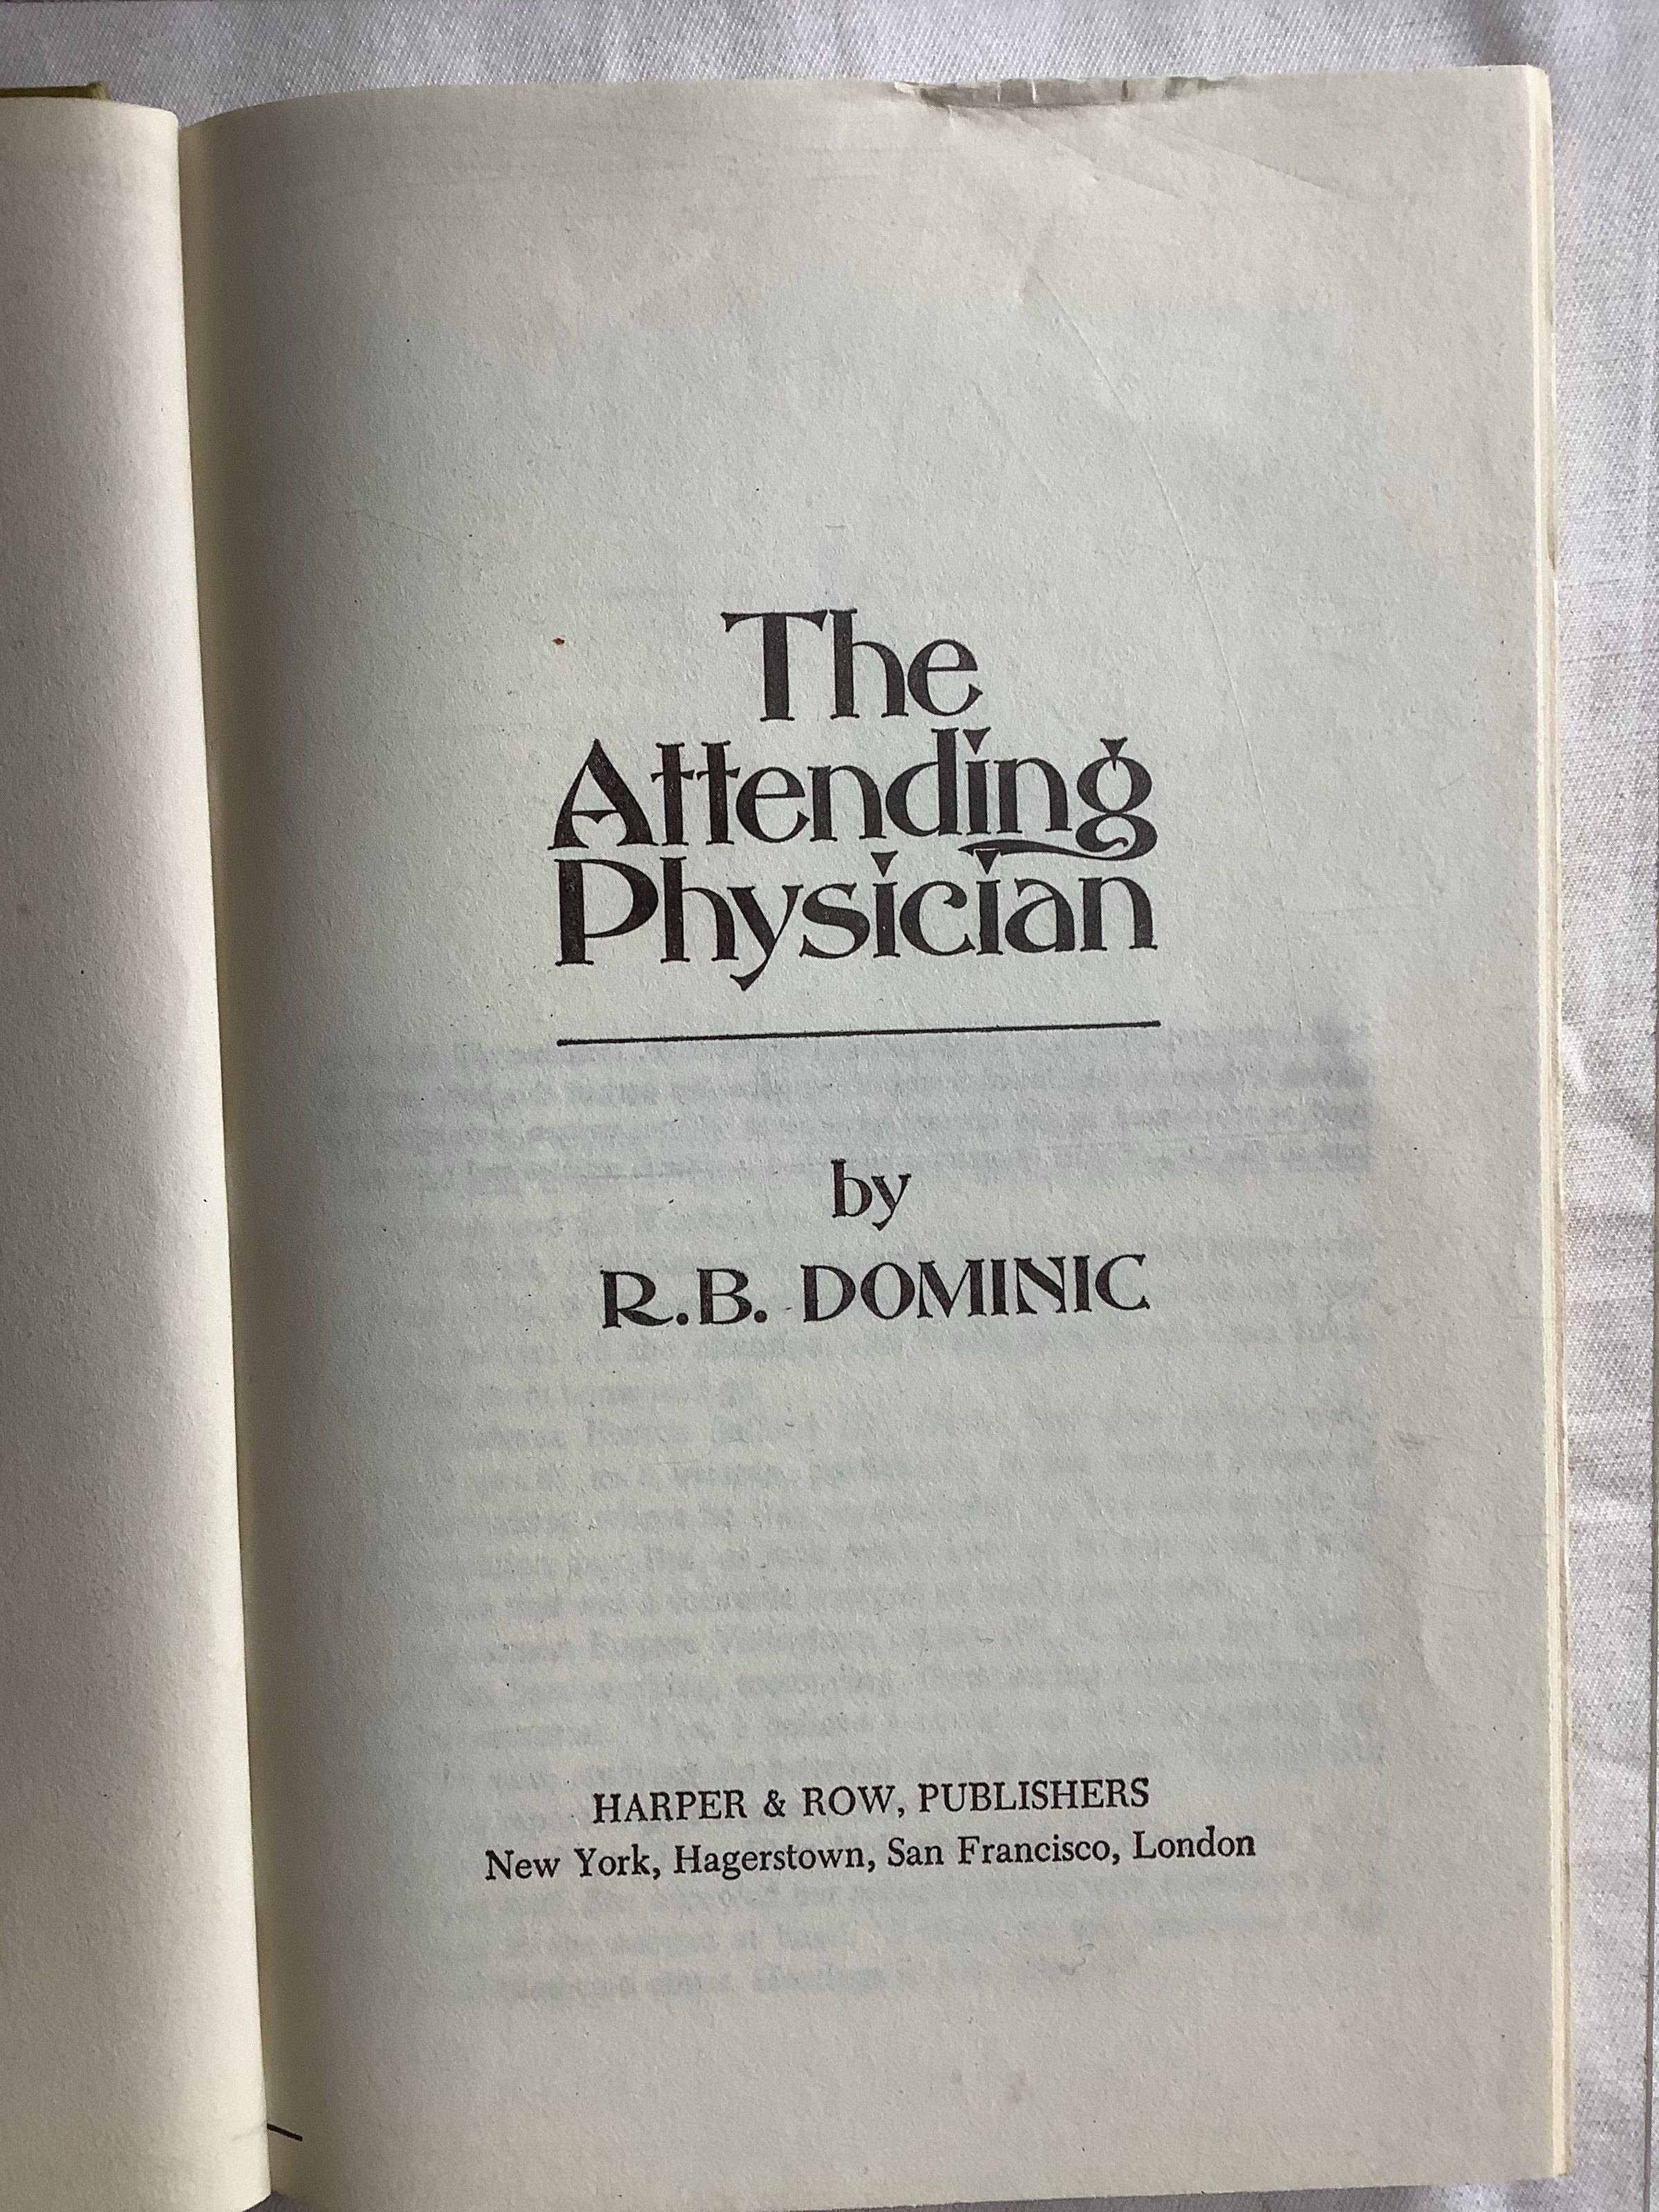 The
Attending
Physician
by
R.B. DOMINIC
HARPER & ROW, PUBLISHERS
New York, Hagerstown, San Francisco, London